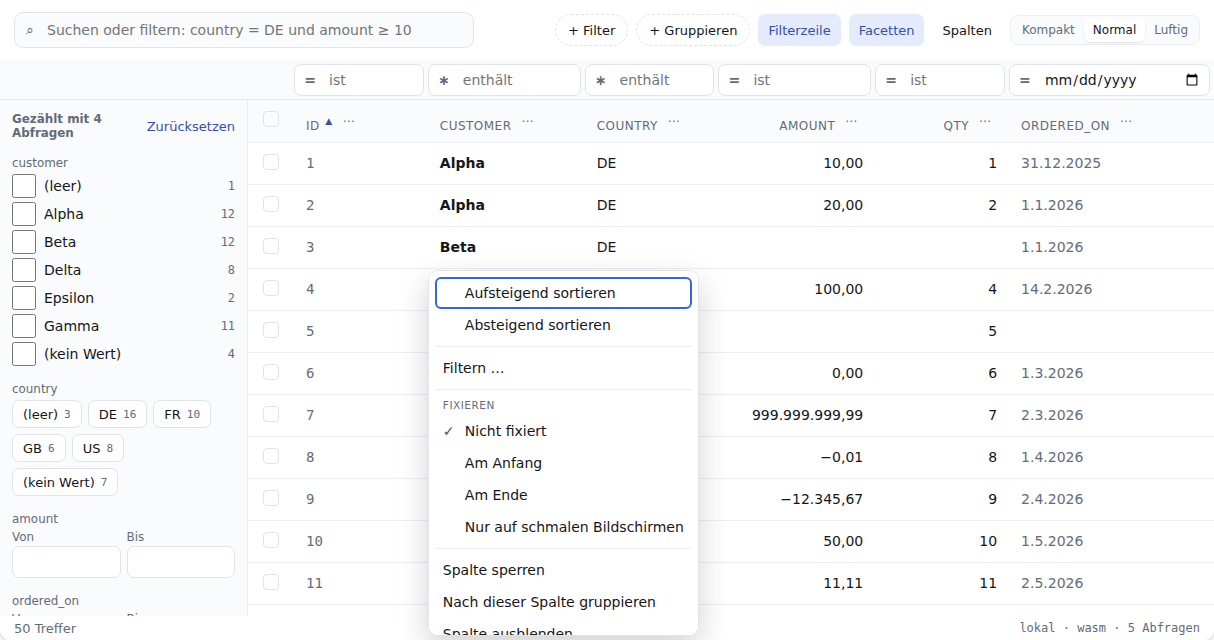 Suchen oder filtern: country = DE und amount ≥ 10
+ Filter
+ Gruppieren
Filterzeile
Facetten
Spalten
Kompakt
Normal
Luftig
= ist
∗ enthält
∗ enthält
= ist
= ist
= mm/dd/yyyy
Gezählt mit 4
Abfragen
Zurücksetzen
customer
(leer) 1
Alpha 12
Beta 12
Delta 8
Epsilon 2
Gamma 11
(kein Wert) 4
country
(leer) 3
DE 16
FR 10
GB 6
US 8
(kein Wert) 7
amount
Von
Bis
ordered_on
ID ▲ ···
CUSTOMER ···
COUNTRY ···
AMOUNT ···
QTY ···
ORDERED_ON ···
1 Alpha DE 10,00 1 31.12.2025
2 Alpha DE 20,00 2 1.1.2026
3 Beta DE 1.1.2026
4 100,00 4 14.2.2026
5 5
6 0,00 6 1.3.2026
7 999.999.999,99 7 2.3.2026
8 −0,01 8 1.4.2026
9 −12.345,67 9 2.4.2026
10 50,00 10 1.5.2026
11 11,11 11 2.5.2026
Aufsteigend sortieren
Absteigend sortieren
Filtern …
FIXIEREN
✓ Nicht fixiert
Am Anfang
Am Ende
Nur auf schmalen Bildschirmen
Spalte sperren
Nach dieser Spalte gruppieren
Spalte ausblenden
50 Treffer
lokal · wasm · 5 Abfragen